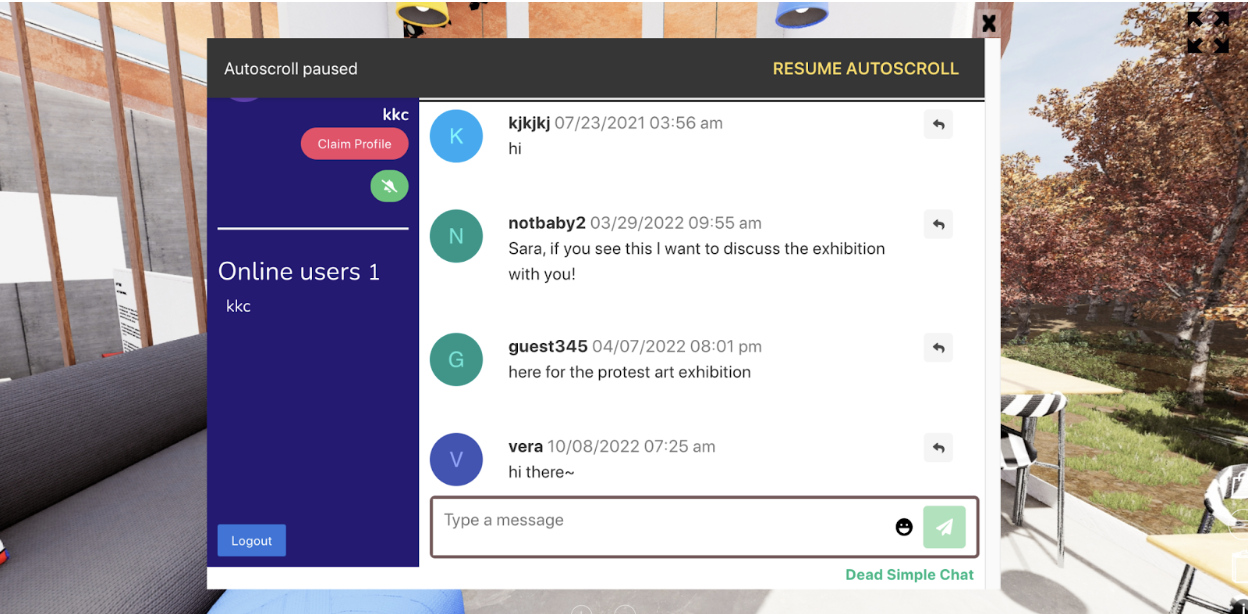 X
Autoscroll paused
RESUME AUTOSCROLL
kkc
Claim Profile
Online users 1
kkc
Logout
K
kjkjkj 07/23/2021 03:56 am
hi
N
notbaby2 03/29/2022 09:55 am
Sara, if you see this I want to discuss the exhibition
with you!
G
guest345 04/07/2022 08:01 pm
here for the protest art exhibition
V
vera 10/08/2022 07:25 am
hi there~
Type a message
Dead Simple Chat